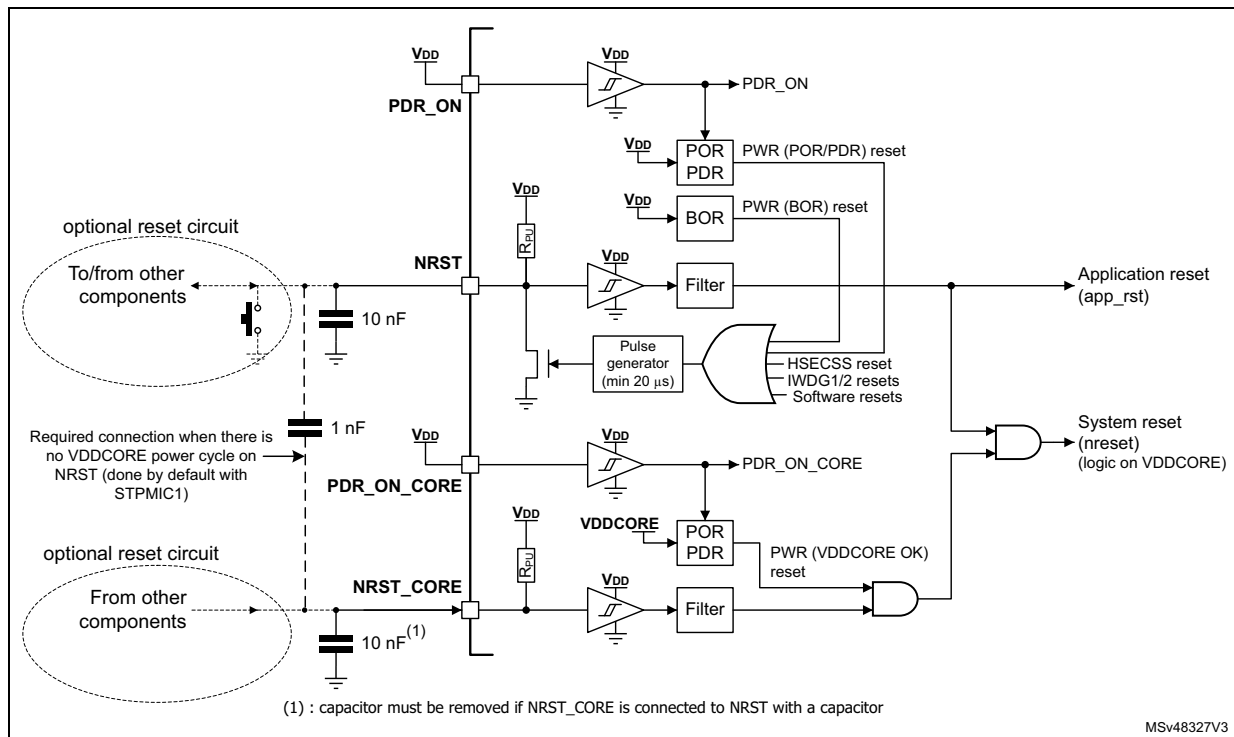 VDD
VDD
PDR_ON
PDR_ON
VDD
POR
PDR
PWR (POR/PDR) reset
VDD
VDD
BOR
PWR (BOR) reset
optional reset circuit
RPU
NRST
VDD
To/from other
components
Filter
Application reset
(app_rst)
10 nF
Pulse
generator
(min 20 µs)
HSECSS reset
IWDG1/2 resets
Software resets
1 nF
Required connection when there is
no VDDCORE power cycle on
NRST (done by default with
STPMIC1)
VDD
VDD
PDR_ON_CORE
PDR_ON_CORE
System reset
(nreset)
(logic on VDDCORE)
VDD
VDDCORE
POR
PDR
PWR (VDDCORE OK)
reset
optional reset circuit
RPU
NRST_CORE
VDD
From other
components
Filter
10 nF(1)
(1) : capacitor must be removed if NRST_CORE is connected to NRST with a capacitor
MSv48327V3